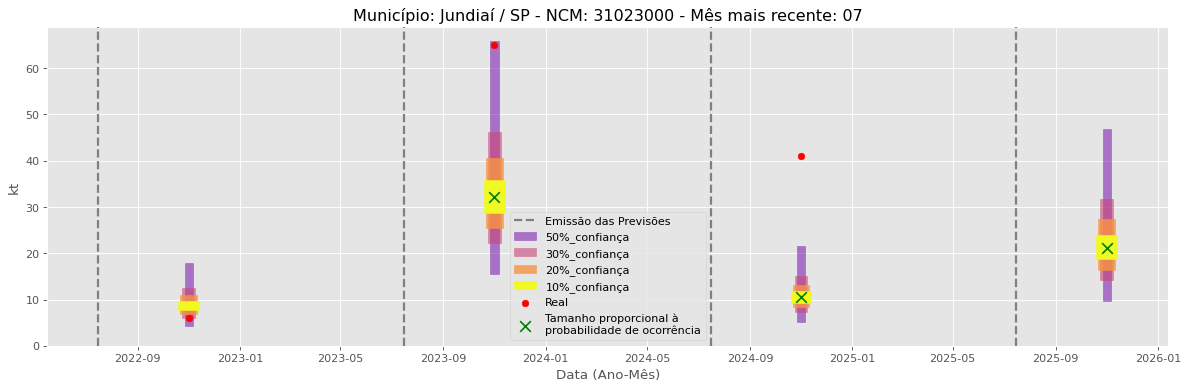 Município: Jundiaí / SP - NCM: 31023000 - Mês mais recente: 07
kt
60
50
40
30
20
10
0
Emissão das Previsões
50%_confiança
30%_confiança
20%_confiança
10%_confiança
Real
Tamanho proporcional à
probabilidade de ocorrência
2022-09
2023-01
2023-05
2023-09
2024-01
2024-05
2024-09
2025-01
2025-05
2025-09
2026-01
Data (Ano-Mês)